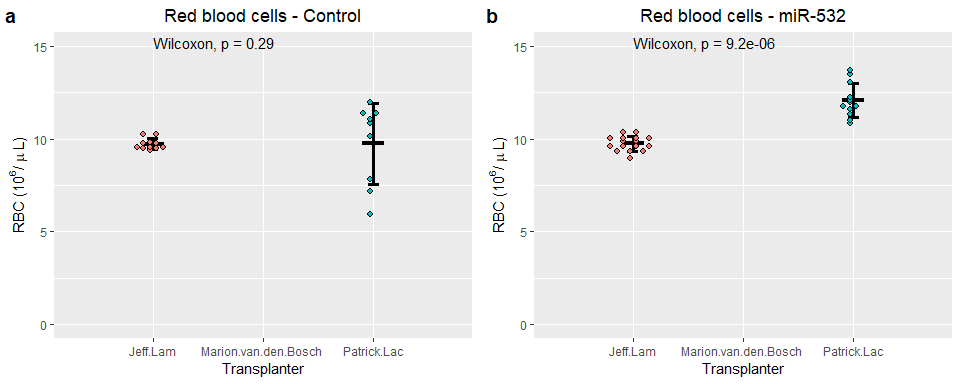 a
Red blood cells - Control
Wilcoxon, p = 0.29
15
10
5
0
RBC (10⁶/ μ L)
Jeff.Lam Marion.van.den.Bosch Patrick.Lac
Transplanter
b
Red blood cells - miR-532
Wilcoxon, p = 9.2e-06
15
10
5
0
RBC (10⁶/ μ L)
Jeff.Lam Marion.van.den.Bosch Patrick.Lac
Transplanter